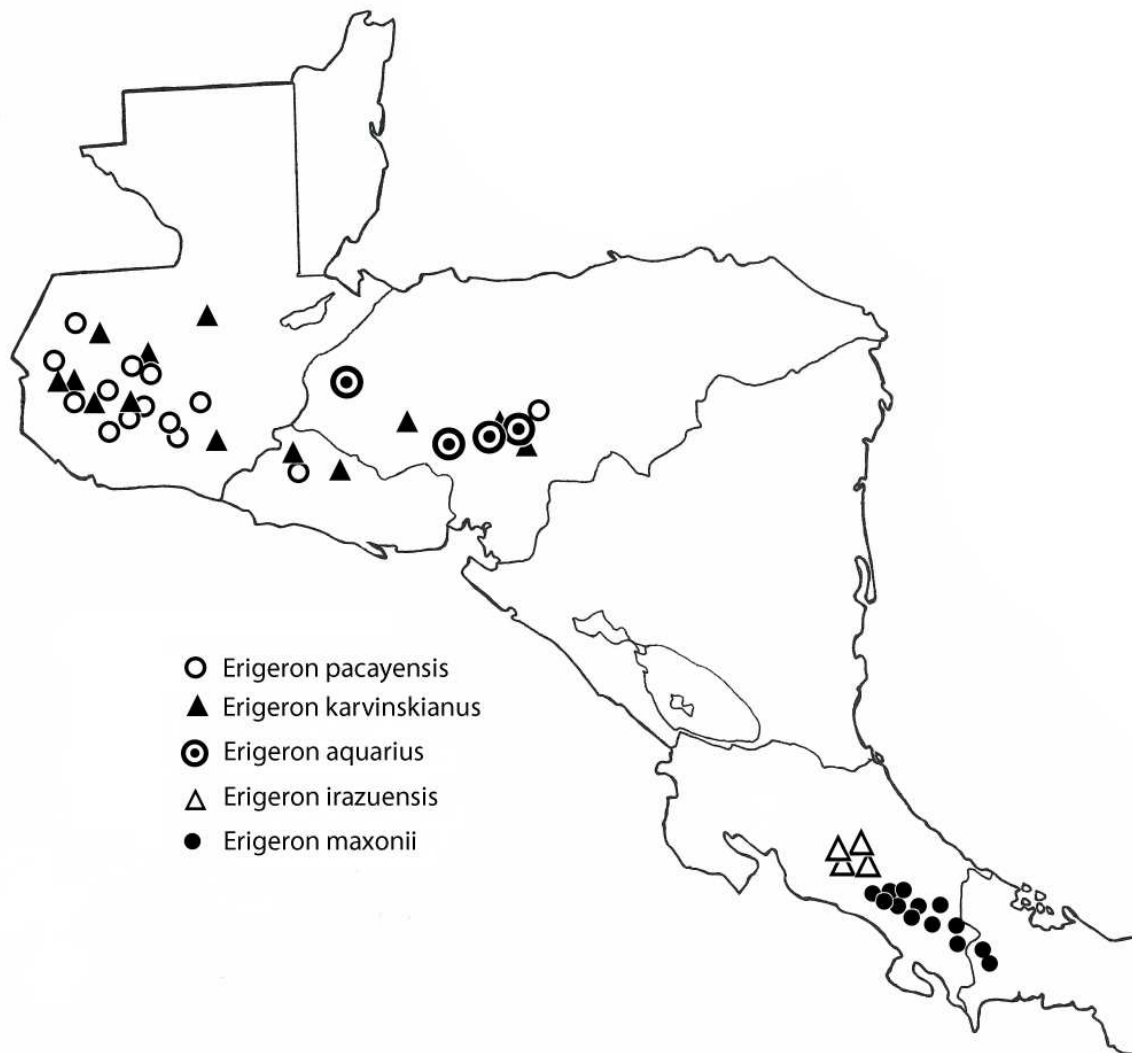 Erigeron pacayensis
Erigeron karvinskianus
Erigeron aquarius
Erigeron irazuensis
Erigeron maxonii